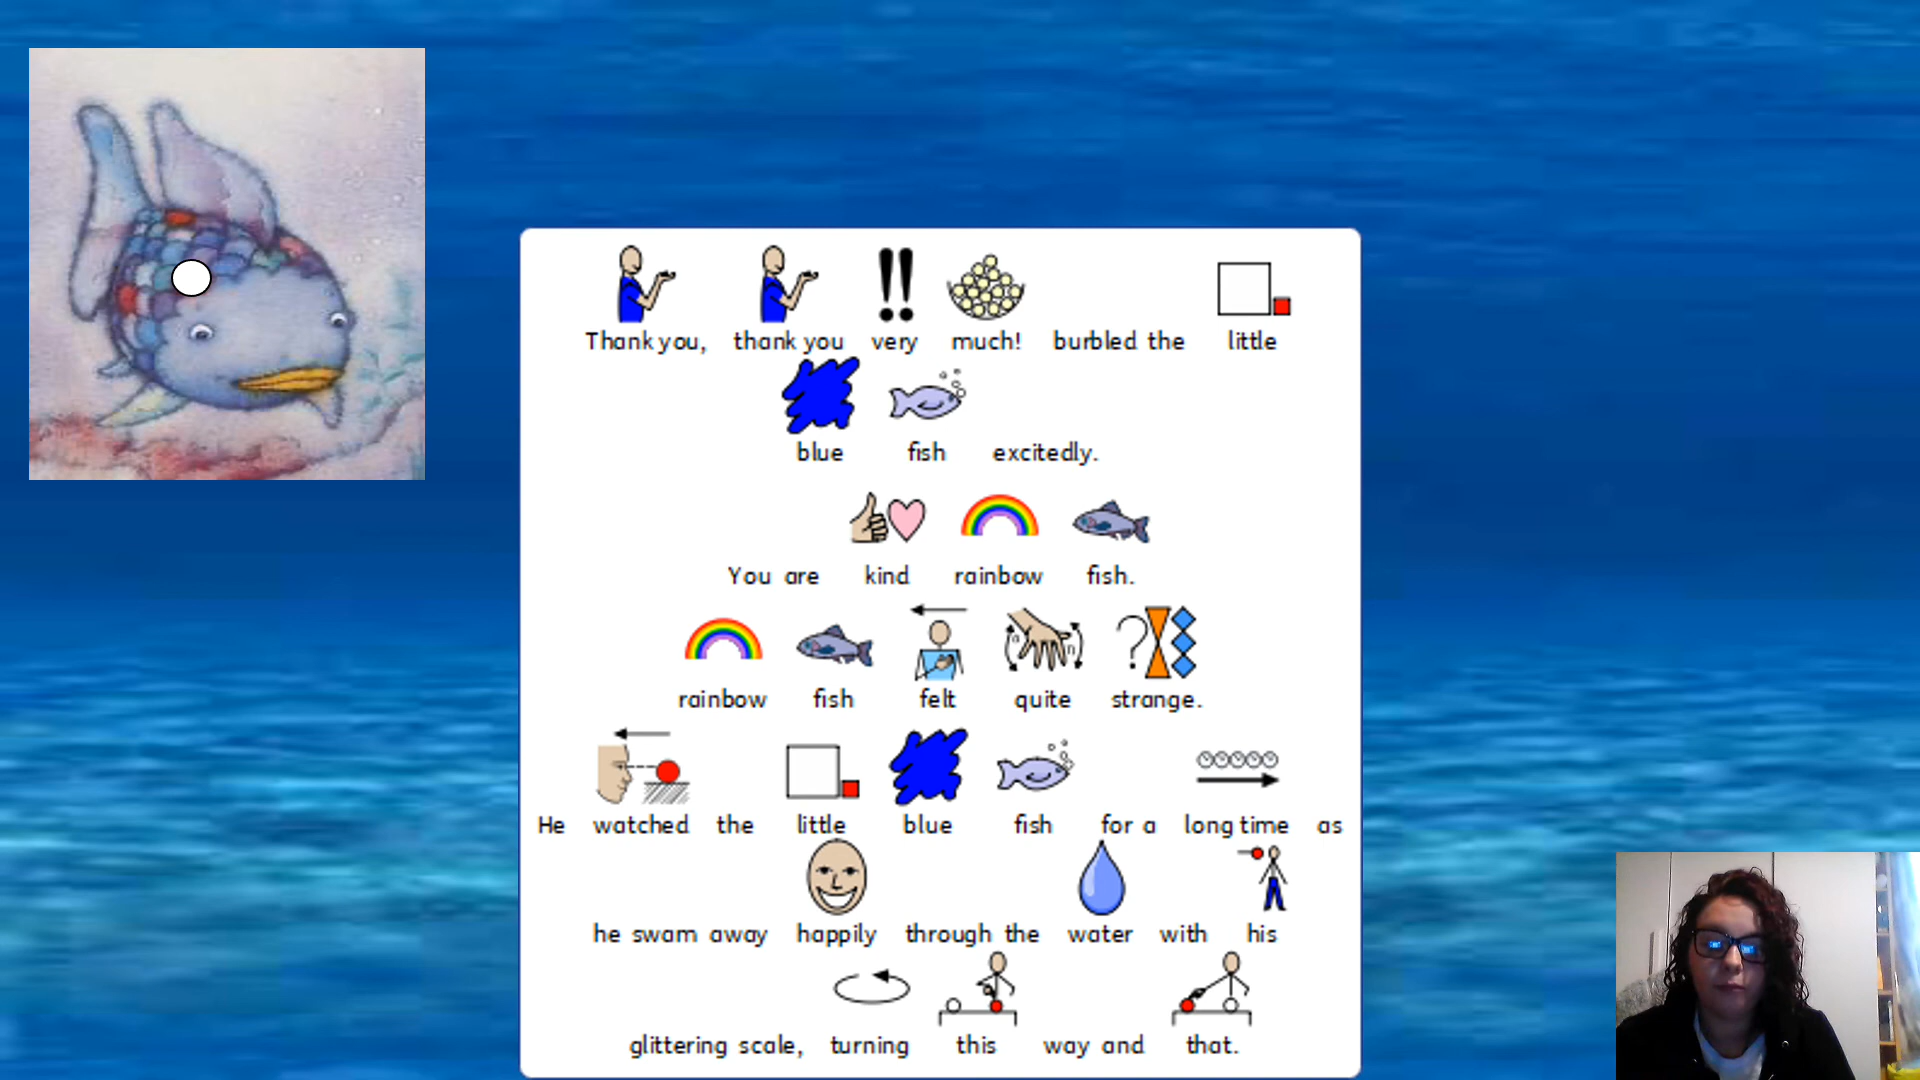 Thank you, thank you very much! burbled the little
blue fish excitedly.
You are kind rainbow fish.
rainbow fish felt quite strange.
He watched the little blue fish for a long time as
he swam away happily through the water with his
glittering scale, turning this way and that.